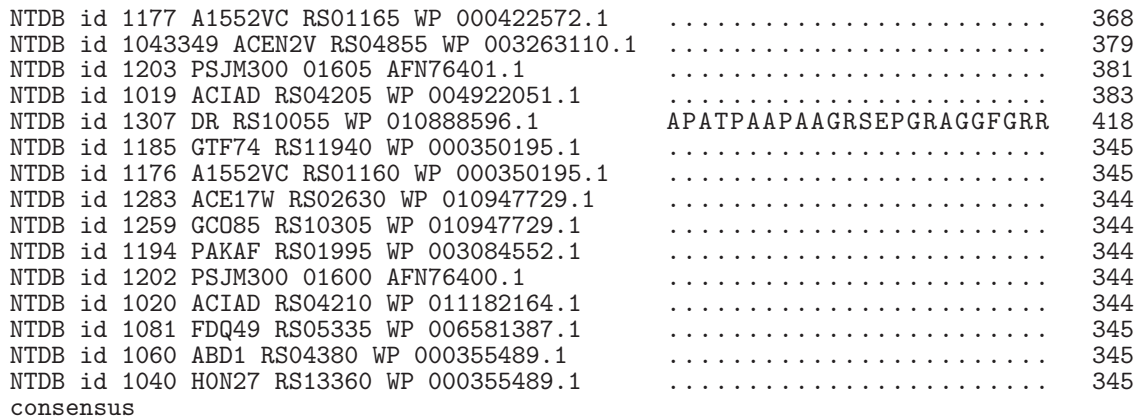 NTDB id 1177 A1552VC RS01165 WP 000422572.1 ........................ 368
NTDB id 1043349 ACEN2V RS04855 WP 003263110.1 ........................ 379
NTDB id 1203 PSJM300 01605 AFN76401.1 ........................ 381
NTDB id 1019 ACIAD RS04205 WP 004922051.1 ........................ 383
NTDB id 1307 DR RS10055 WP 010888596.1 APATPAAPAAGRSEPGRAGGFGRR 418
NTDB id 1185 GTF74 RS11940 WP 000350195.1 ........................ 345
NTDB id 1176 A1552VC RS01160 WP 000350195.1 ........................ 345
NTDB id 1283 ACE17W RS02630 WP 010947729.1 ........................ 344
NTDB id 1259 GCO85 RS10305 WP 010947729.1 ........................ 344
NTDB id 1194 PAKAF RS01995 WP 003084552.1 ........................ 344
NTDB id 1202 PSJM300 01600 AFN76400.1 ........................ 344
NTDB id 1020 ACIAD RS04210 WP 011182164.1 ........................ 344
NTDB id 1081 FDQ49 RS05335 WP 006581387.1 ........................ 345
NTDB id 1060 ABD1 RS04380 WP 000355489.1 ........................ 345
NTDB id 1040 H0N27 RS13360 WP 000355489.1 ........................ 345
consensus